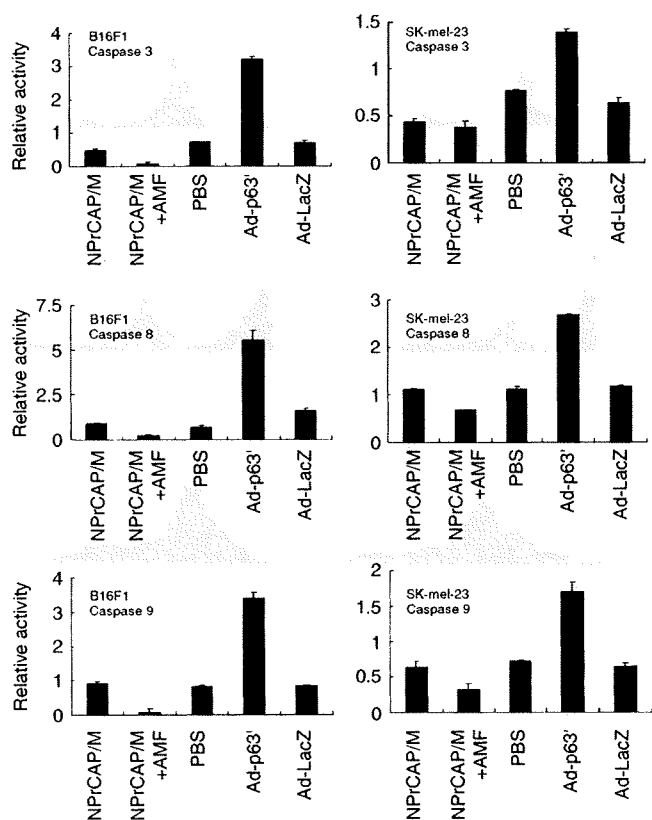 B16F1
Caspase 3
Relative activity
4
3
2
1
0
NPrCAP/M
NPrCAP/M
+AMF
PBS
Ad-p63'
Ad-LacZ
SK-mel-23
Caspase 3
1.5
1
0.5
0
NPrCAP/M
NPrCAP/M
+AMF
PBS
Ad-p63'
Ad-LacZ
B16F1
Caspase 8
Relative activity
7.5
5
2.5
0
NPrCAP/M
NPrCAP/M
+AMF
PBS
Ad-p63'
Ad-LacZ
SK-mel-23
Caspase 8
3
2
1
0
NPrCAP/M
NPrCAP/M
+AMF
PBS
Ad-p63'
Ad-LacZ
B16F1
Caspase 9
Relative activity
4
3
2
1
0
NPrCAP/M
NPrCAP/M
+AMF
PBS
Ad-p63'
Ad-LacZ
SK-mel-23
Caspase 9
2
1.5
1
0.5
0
NPrCAP/M
NPrCAP/M
+AMF
PBS
Ad-p63'
Ad-LacZ